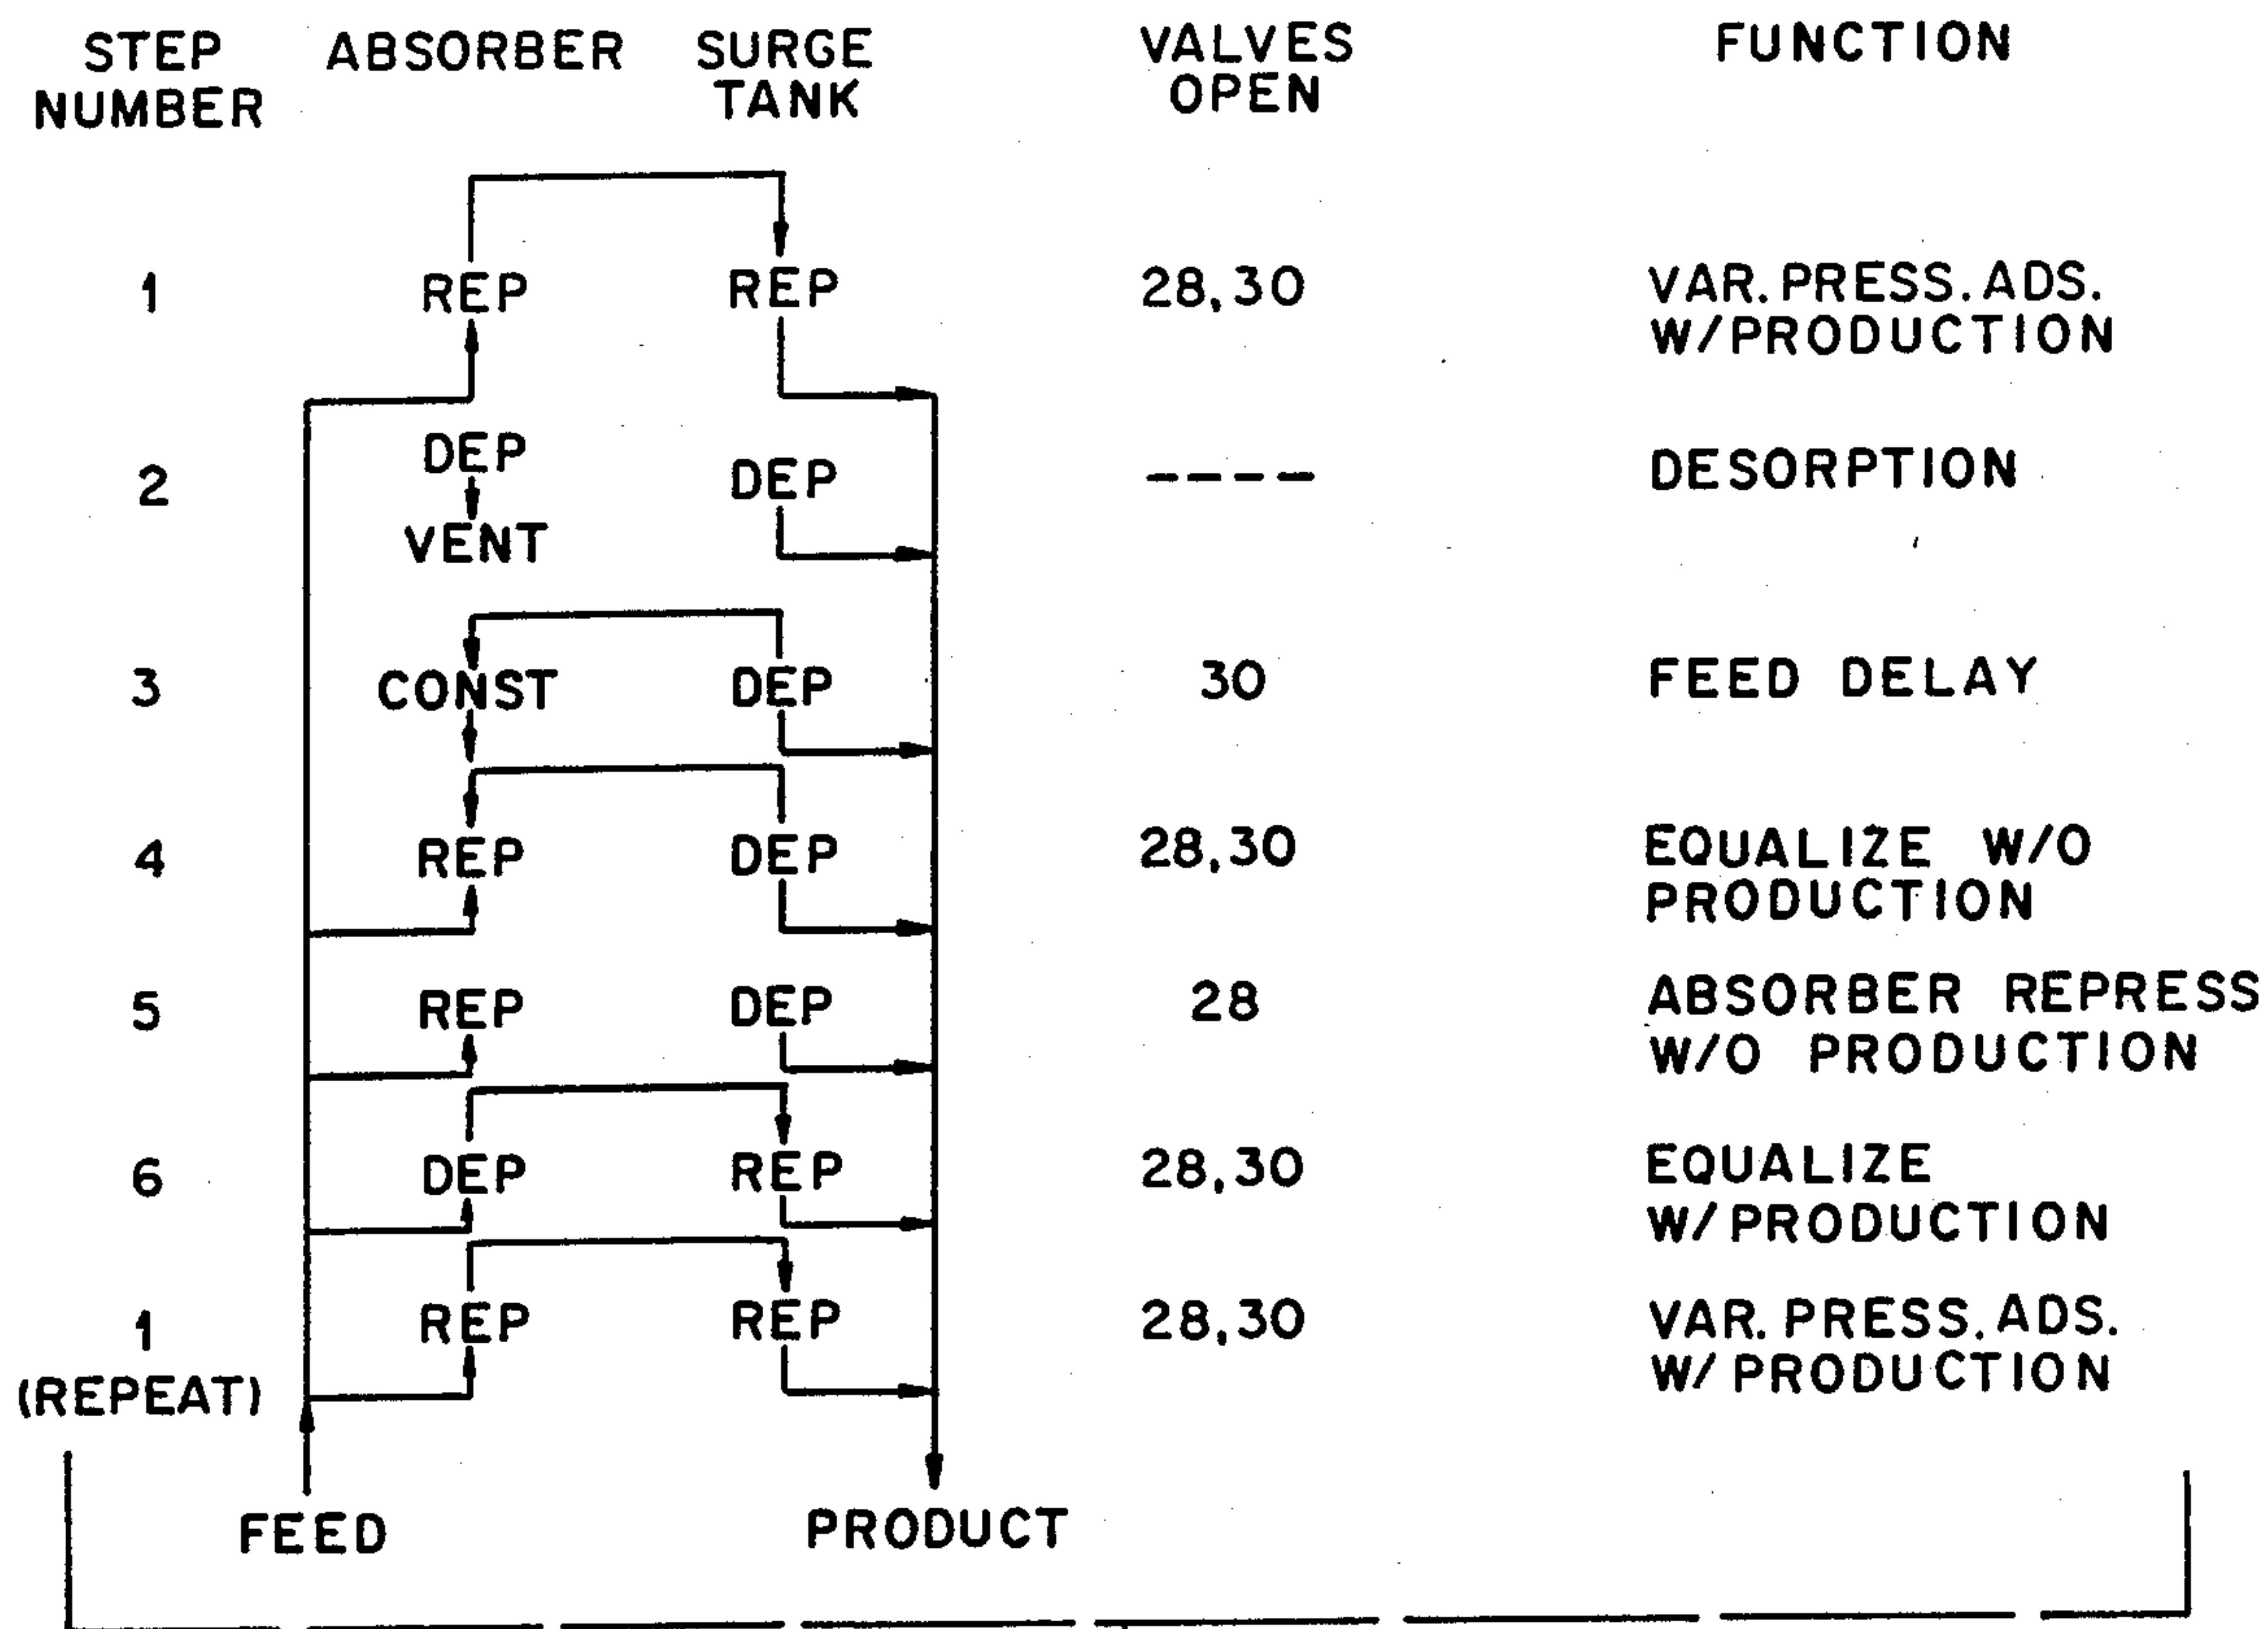 STEP NUMBER ABSORBER SURGE TANK VALVES OPEN FUNCTION
1 REP REP 28,30 VAR. PRESS. ADS.
W/PRODUCTION
2 DEP DEP ---- DESORPTION
VENT
3 CONST DEP 30 FEED DELAY
4 REP DEP 28,30 EQUALIZE W/O
PRODUCTION
5 REP DEP 28 ABSORBER REPRESS
W/O PRODUCTION
6 DEP REP 28,30 EQUALIZE
W/PRODUCTION
1 REP REP 28,30 VAR. PRESS. ADS.
(REPEAT) W/PRODUCTION
FEED PRODUCT